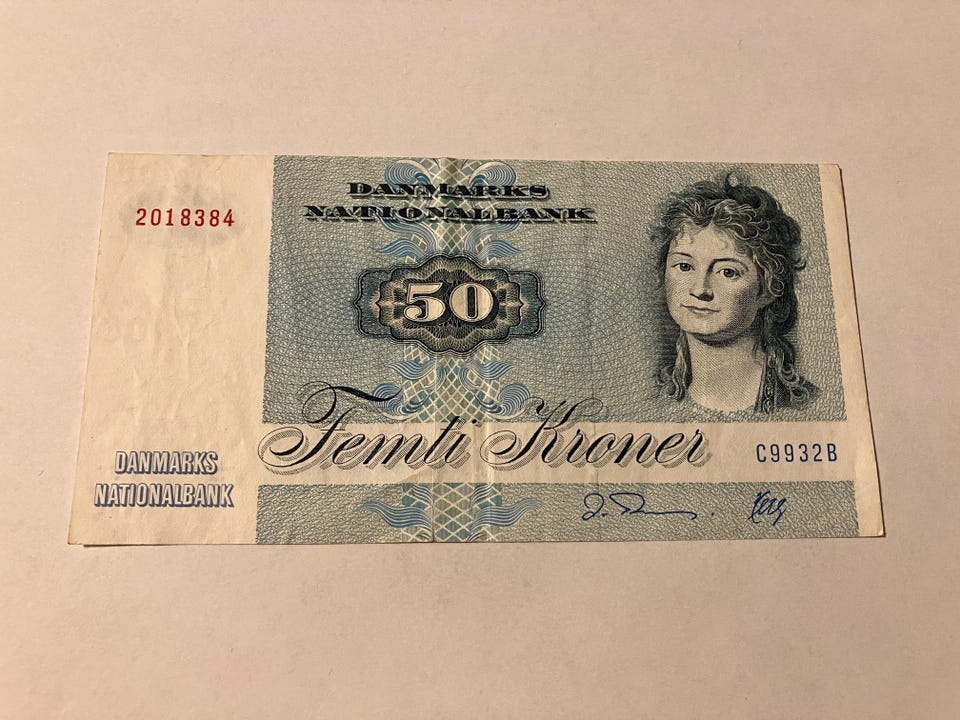 2018384
DANMARKS
NATIONALBANK
50
Femti Kroner
C9932B
DANMARKS
NATIONALBANK